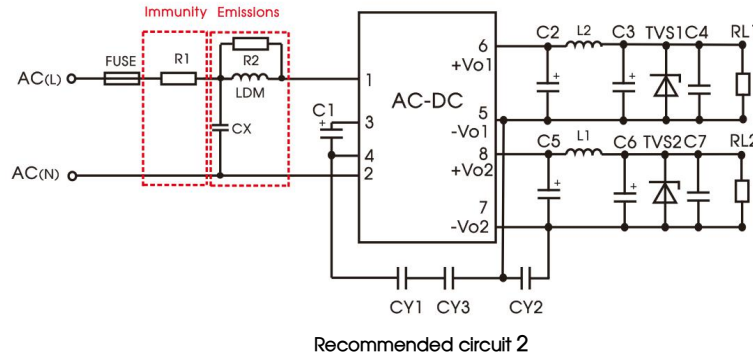 Immunity Emissions
FUSE R1 R2 LDM CX
AC(L)
AC(N)
C1
+
AC-DC
1
3
4
2
6
+Vo1
5
-Vo1
8
+Vo2
7
-Vo2
C2 L2 C3 TVS1 C4 RL1
+ +
C5 L1 C6 TVS2 C7 RL2
+ +
CY1 CY3 CY2
Recommended circuit 2